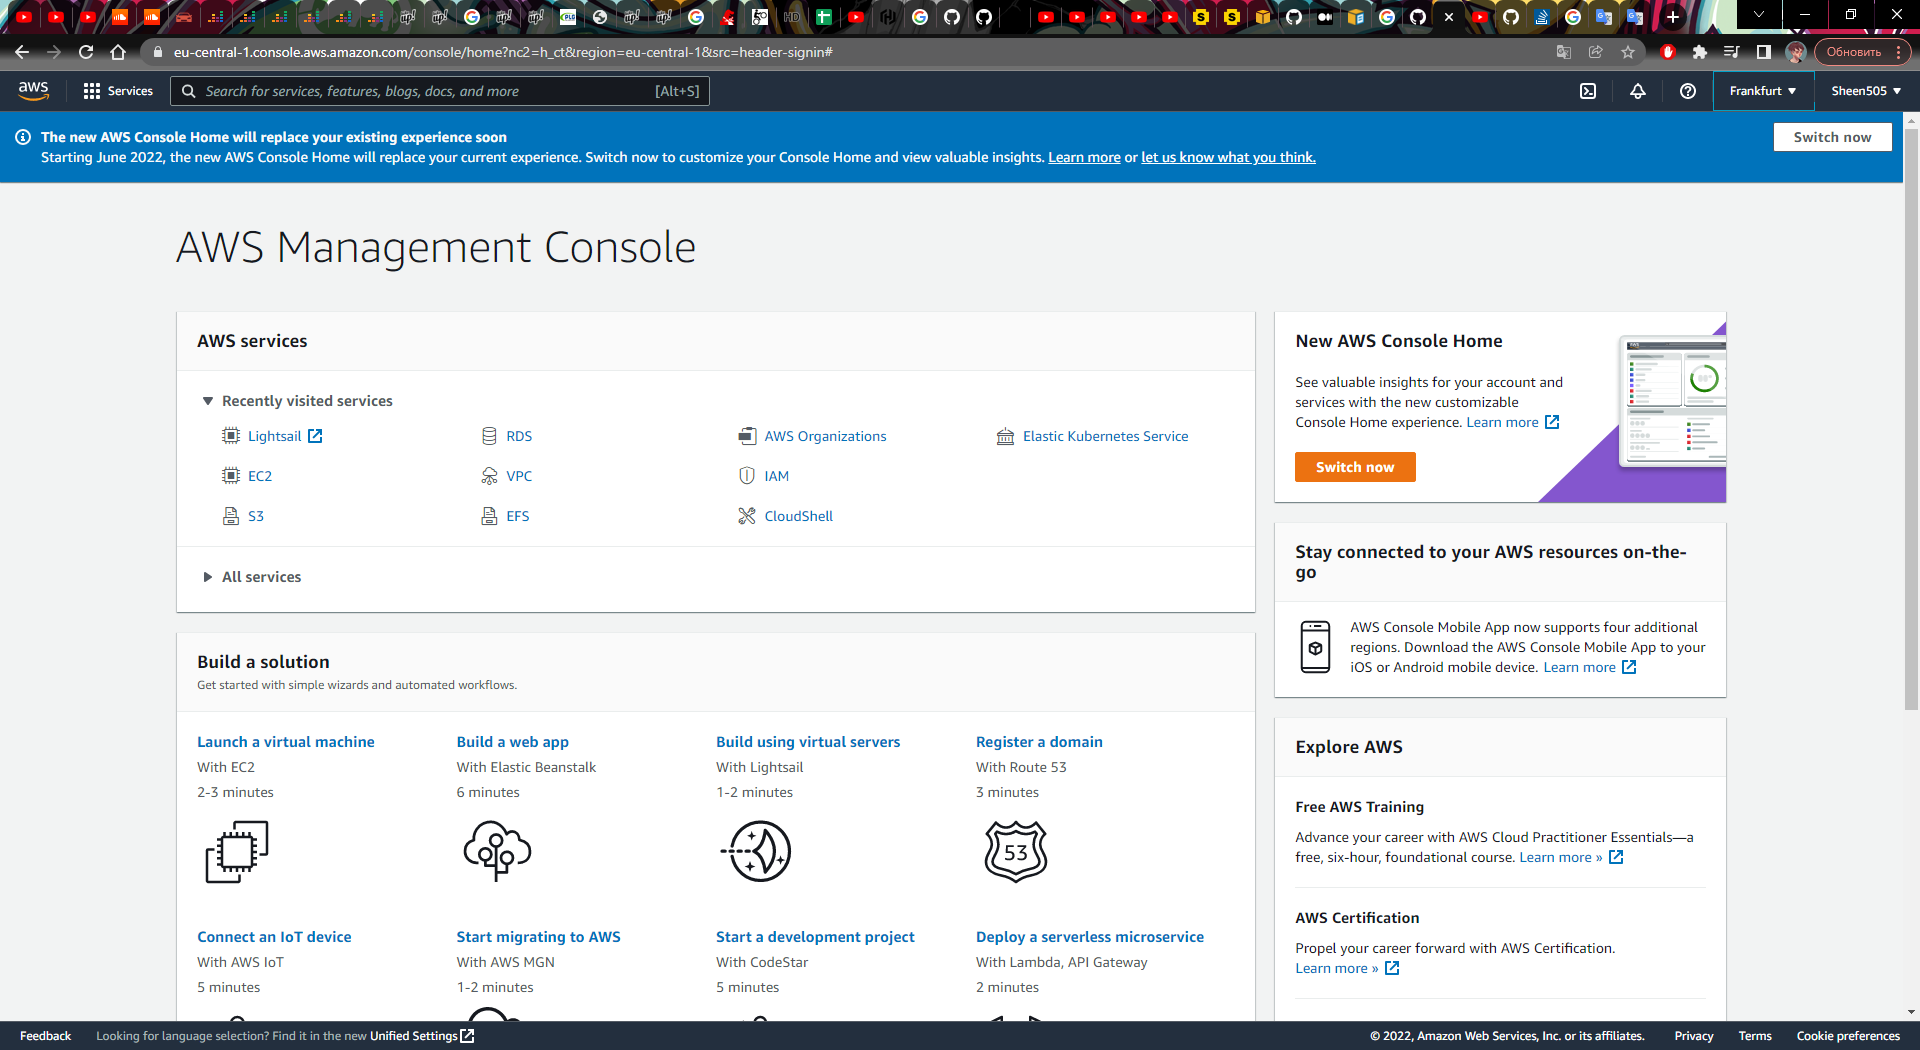 eu-central-1.console.aws.amazon.com/console/home?nc2=h_ct&region=eu-central-1&src=header-signin#
Обновить
aws
Services
Search for services, features, blogs, docs, and more
[Alt+S]
Frankfurt
Sheen505
The new AWS Console Home will replace your existing experience soon
Starting June 2022, the new AWS Console Home will replace your current experience. Switch now to customize your Console Home and view valuable insights. Learn more or let us know what you think.
Switch now
AWS Management Console
AWS services
Recently visited services
Lightsail
RDS
AWS Organizations
Elastic Kubernetes Service
EC2
VPC
IAM
S3
EFS
CloudShell
All services
Build a solution
Get started with simple wizards and automated workflows.
Launch a virtual machine
With EC2
2-3 minutes
Build a web app
With Elastic Beanstalk
6 minutes
Build using virtual servers
With Lightsail
1-2 minutes
Register a domain
With Route 53
3 minutes
53
Connect an IoT device
With AWS IoT
5 minutes
Start migrating to AWS
With AWS MGN
1-2 minutes
Start a development project
With CodeStar
5 minutes
Deploy a serverless microservice
With Lambda, API Gateway
2 minutes
New AWS Console Home
See valuable insights for your account and
services with the new customizable
Console Home experience. Learn more
Switch now
Stay connected to your AWS resources on-the-
go
AWS Console Mobile App now supports four additional
regions. Download the AWS Console Mobile App to your
iOS or Android mobile device. Learn more
Explore AWS
Free AWS Training
Advance your career with AWS Cloud Practitioner Essentials—a
free, six-hour, foundational course. Learn more »
AWS Certification
Propel your career forward with AWS Certification.
Learn more »
Feedback
Looking for language selection? Find it in the new Unified Settings
© 2022, Amazon Web Services, Inc. or its affiliates.
Privacy
Terms
Cookie preferences